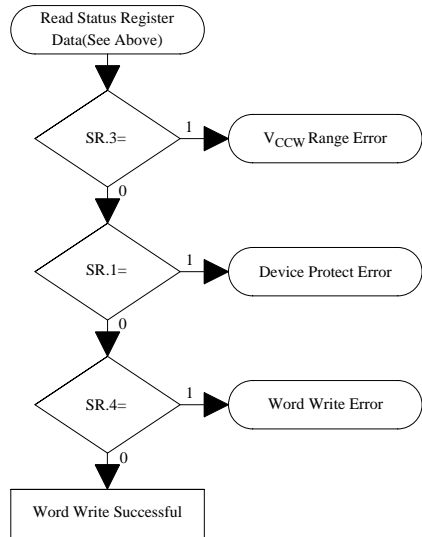 Read Status Register
Data(See Above)
SR.3=
1
VCCW Range Error
0
SR.1=
1
Device Protect Error
0
SR.4=
1
Word Write Error
0
Word Write Successful